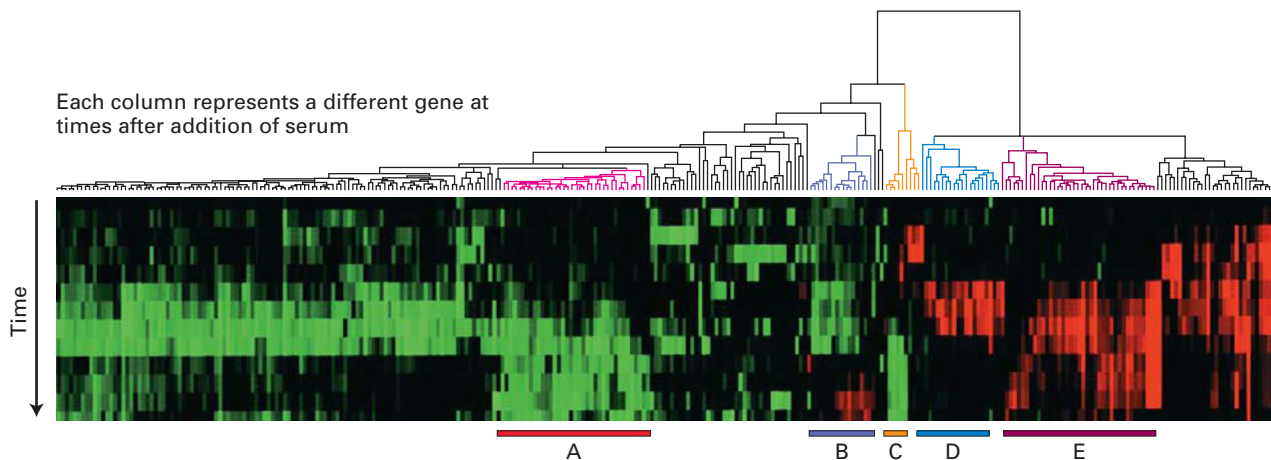 Each column represents a different gene at
times after addition of serum
Time
A
B
C
D
E